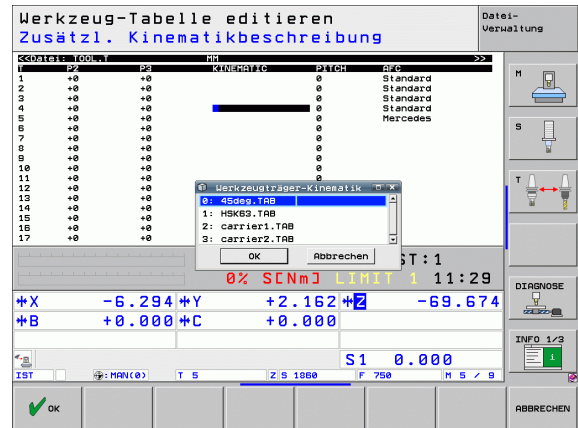 Werkzeug-Tabelle editieren
Zusätzl. Kinematikbeschreibung
Datei-
Verwaltung
<<Datei: TOOL.T MM >>
T P2 P3 KINEMATIC PITCH AFC
1 +0 +0 0 Standard
2 +0 +0 0 Standard
3 +0 +0 0 Standard
4 +0 +0 0 Standard
5 +0 +0 0 Mercedes
6 +0 +0 0
7 +0 +0 0
8 +0 +0 0
9 +0 +0 0
10 +0 +0 0
11 +0 +0
12 +0 +0
13 +0 +0
14 +0 +0
15 +0 +0
16 +0 +0
17 +0 +0
Werkzeugträger-Kinematik
0: 45deg.TAB
1: HSK63.TAB
2: carrier1.TAB
3: carrier2.TAB
OK Abbrechen
ST:1
0% S[Nm] LIMIT 1 11:29
X -6.294 Y +2.162 Z -69.674
B +0.000 C +0.000
S1 0.000
IST MAN(0) T 5 Z S 1860 F 750 M 5 / 9
M
S
T
DIAGNOSE
INFO 1/3
i
OK
ABBRECHEN